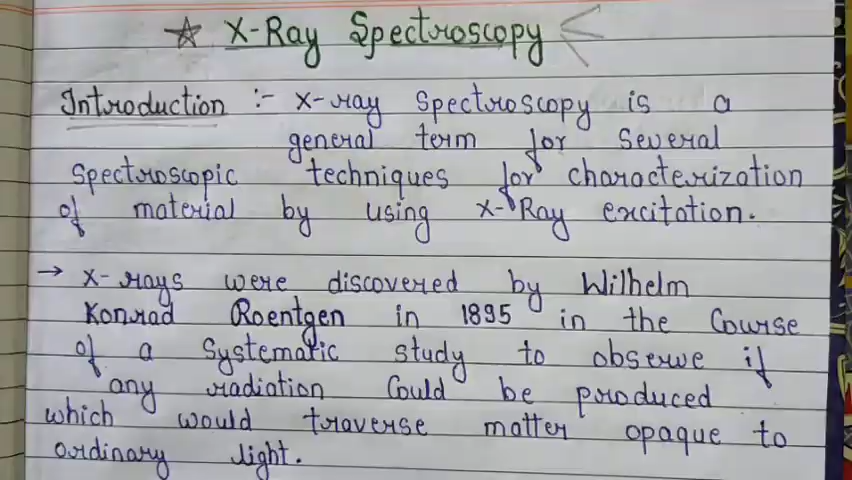 ☆ X-Ray Spectroscopy
Introduction :- X-ray Spectroscopy is a
general term for several
Spectroscopic techniques for characterization
of material by using X-Ray excitation.
→ X-rays were discovered by Wilhelm
Konrad Roentgen in 1895 in the Course
of a Systematic study to observe if
any radiation Could be produced
which would traverse matter opaque to
ordinary light.